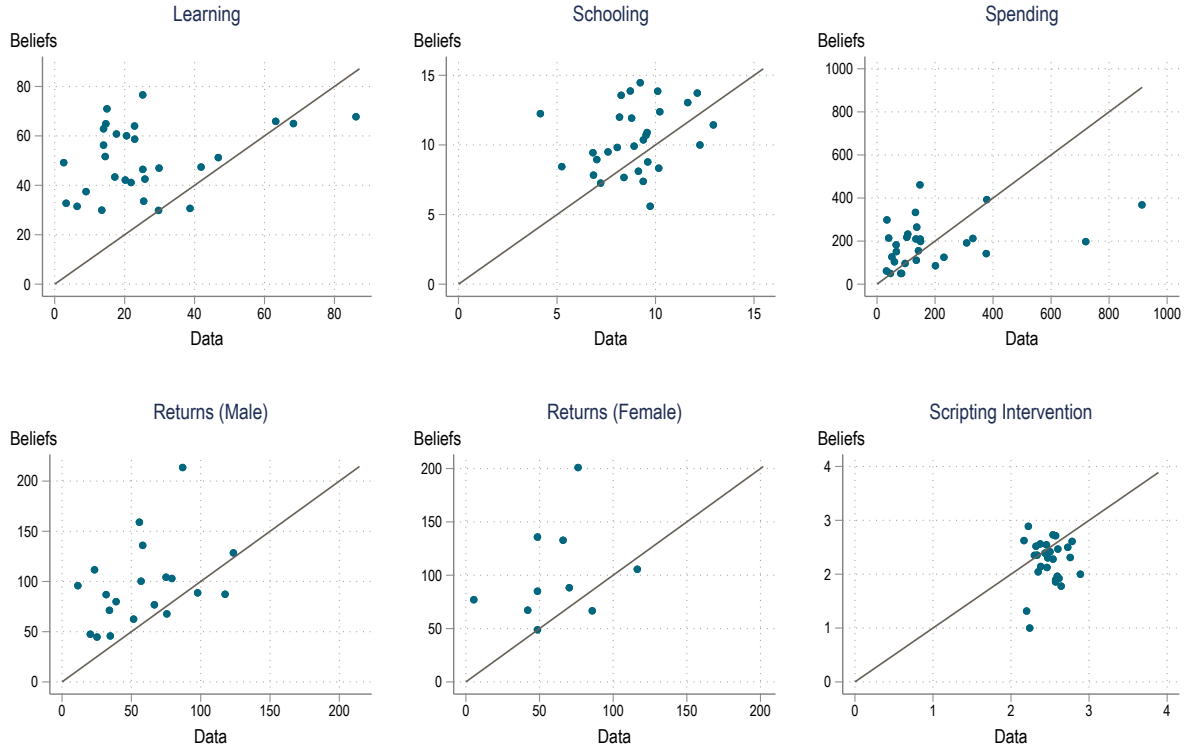 Learning
Beliefs
80
60
40
20
0
0 20 40 60 80
Data
Schooling
Beliefs
15
10
5
0
0 5 10 15
Data
Spending
Beliefs
1000
800
600
400
200
0
0 200 400 600 800 1000
Data
Returns (Male)
Beliefs
200
150
100
50
0
0 50 100 150 200
Data
Returns (Female)
Beliefs
200
150
100
50
0
0 50 100 150 200
Data
Scripting Intervention
Beliefs
4
3
2
1
0
0 1 2 3 4
Data